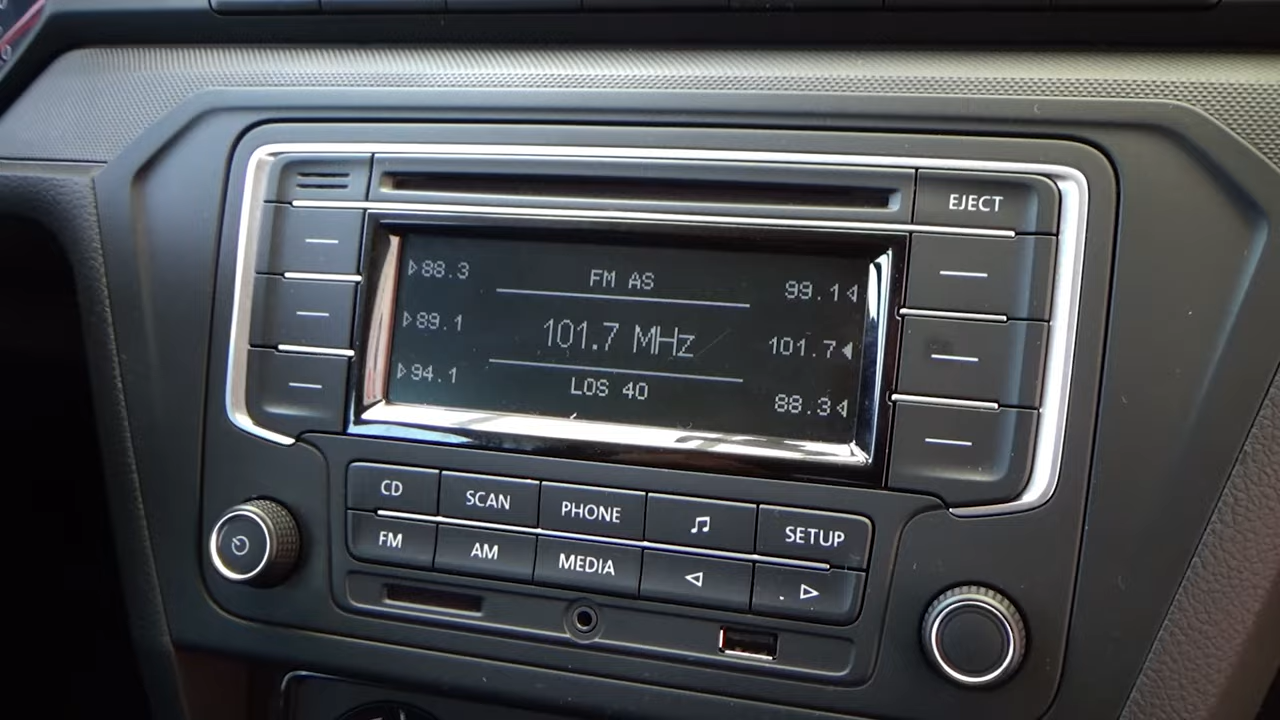 EJECT
88.3
FM AS
99.1
89.1
101.7 MHz
101.7
94.1
LOS 40
88.3
CD
SCAN
PHONE
SETUP
FM
AM
MEDIA